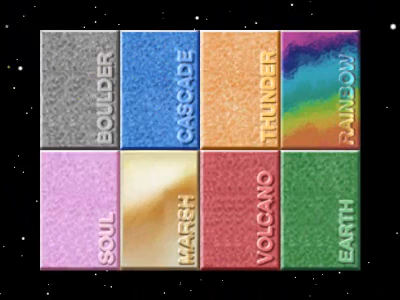 BOULDER
CASCADE
THUNDER
RAINBOW
SOUL
MARSH
VOLCANO
EARTH